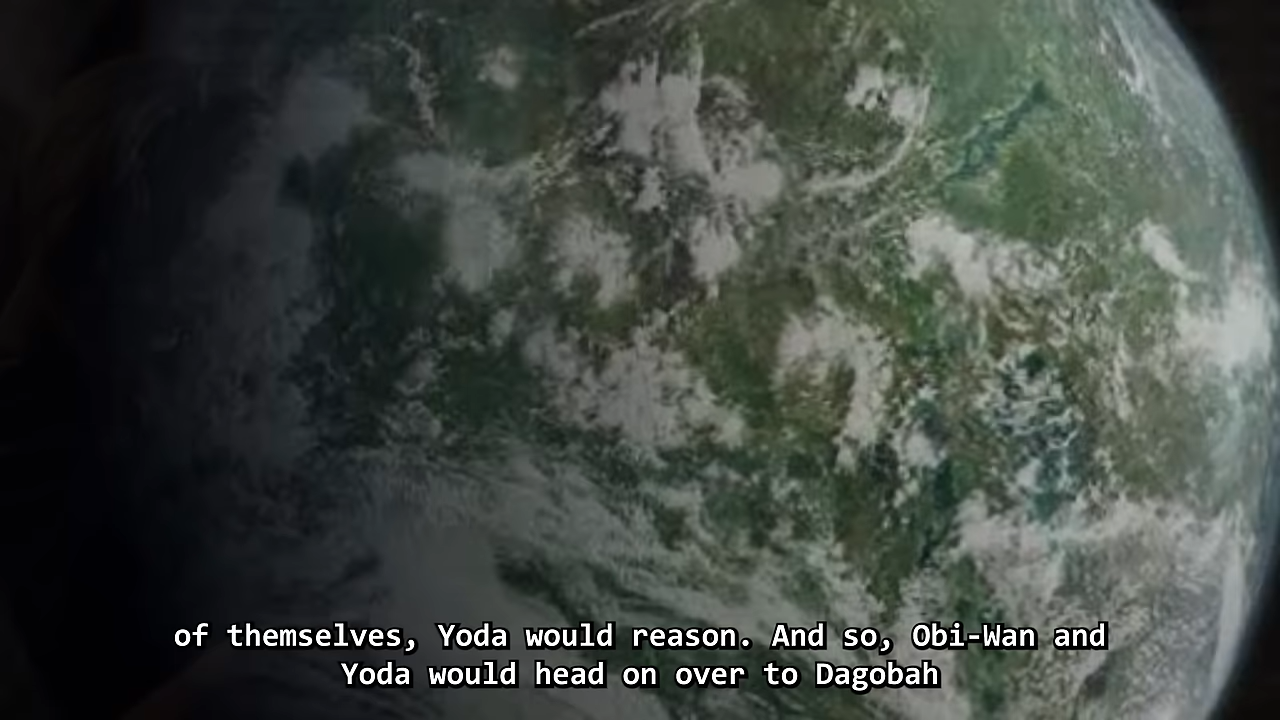 of themselves, Yoda would reason. And so, Obi-Wan and
Yoda would head on over to Dagobah